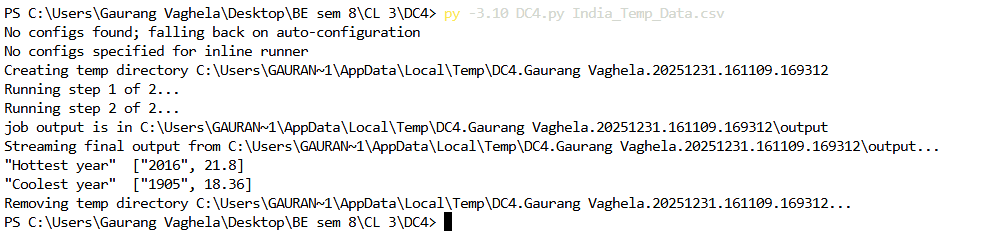 PS C:\Users\Gaurang Vaghela\Desktop\BE sem 8\CL 3\DC4> py -3.10 DC4.py India_Temp_Data.csv
No configs found; falling back on auto-configuration
No configs specified for inline runner
Creating temp directory C:\Users\GAURAN~1\AppData\Local\Temp\DC4.Gaurang Vaghela.20251231.161109.169312
Running step 1 of 2...
Running step 2 of 2...
job output is in C:\Users\GAURAN~1\AppData\Local\Temp\DC4.Gaurang Vaghela.20251231.161109.169312\output
Streaming final output from C:\Users\GAURAN~1\AppData\Local\Temp\DC4.Gaurang Vaghela.20251231.161109.169312\output...
"Hottest year"  ["2016", 21.8]
"Coolest year"  ["1905", 18.36]
Removing temp directory C:\Users\GAURAN~1\AppData\Local\Temp\DC4.Gaurang Vaghela.20251231.161109.169312...
PS C:\Users\Gaurang Vaghela\Desktop\BE sem 8\CL 3\DC4>